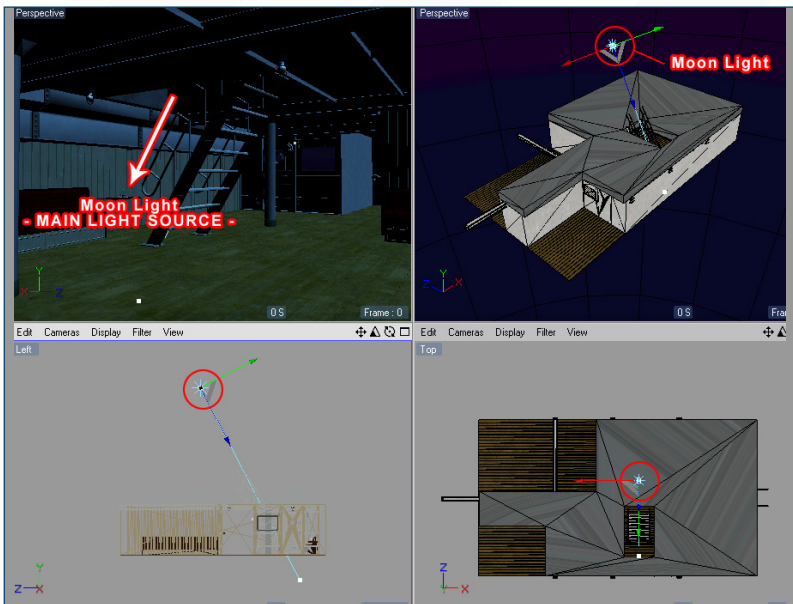 Perspective
Moon Light
- MAIN LIGHT SOURCE -
Y
X
Z
0 S
Frame : 0
Perspective
Moon Light
Y
Z
X
0 S
Edit Cameras Display Filter View
Edit Cameras Display Filter View
Left
Y
Z
X
Top
Z
Y
X